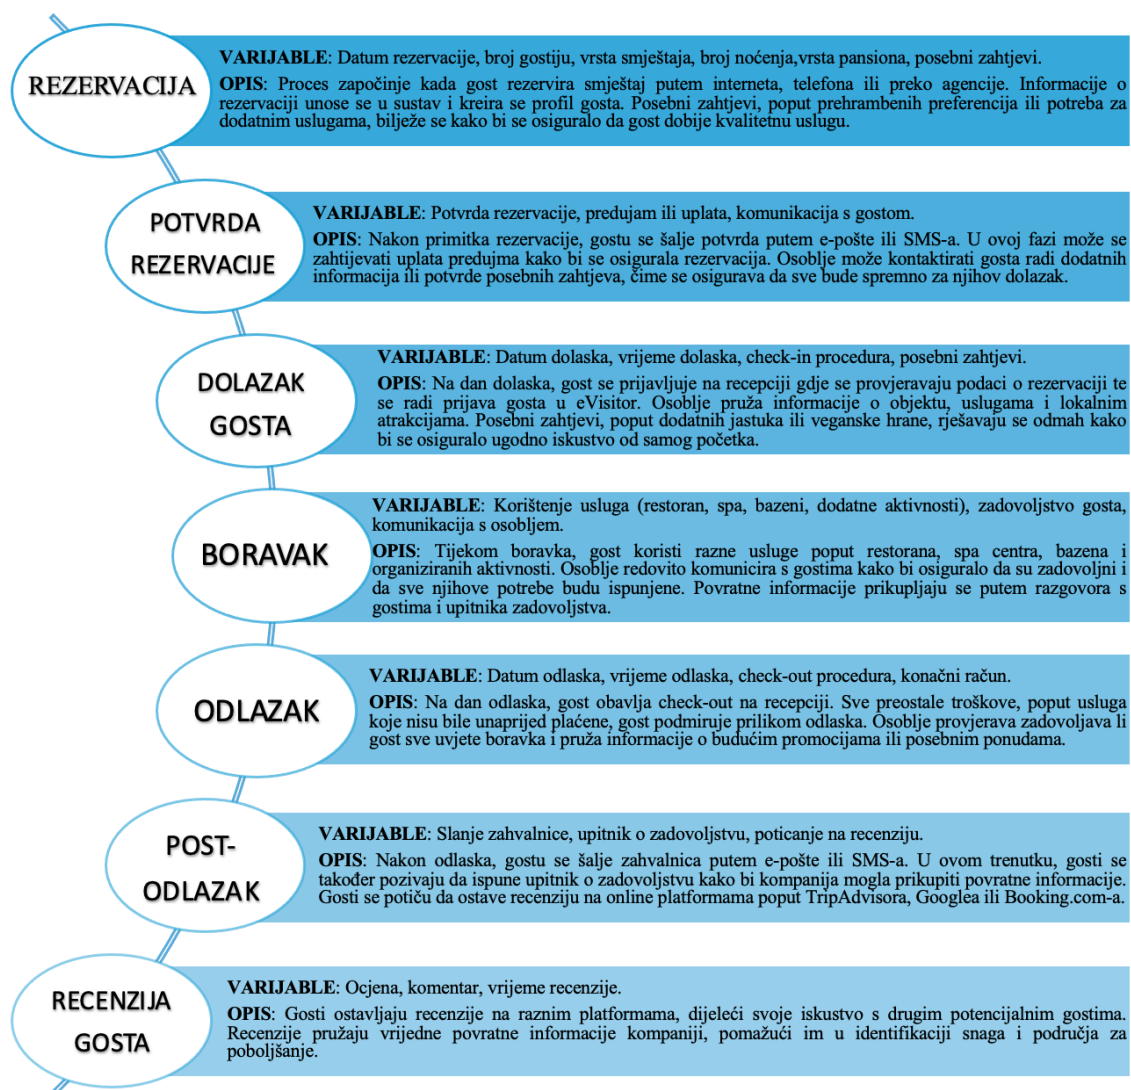 REZERVACIJA
VARIJABLE: Datum rezervacije, broj gostiju, vrsta smještaja, broj noćenja,vrsta pansiona, posebni zahtjevi.
OPIS: Proces započinje kada gost rezervira smještaj putem interneta, telefona ili preko agencije. Informacije o
rezervaciji unose se u sustav i kreira se profil gosta. Posebni zahtjevi, poput prehrambenih preferencija ili potreba za
dodatnim uslugama, bilježe se kako bi se osiguralo da gost dobije kvalitetnu uslugu.
POTVRDA
REZERVACIJE
VARIJABLE: Potvrda rezervacije, predujam ili uplata, komunikacija s gostom.
OPIS: Nakon primitka rezervacije, gostu se šalje potvrda putem e-pošte ili SMS-a. U ovoj fazi može se
zahtijevati uplata predujma kako bi se osigurala rezervacija. Osoblje može kontaktirati gosta radi dodatnih
informacija ili potvrde posebnih zahtjeva, čime se osigurava da sve bude spremno za njihov dolazak.
DOLAZAK
GOSTA
VARIJABLE: Datum dolaska, vrijeme dolaska, check-in procedura, posebni zahtjevi.
OPIS: Na dan dolaska, gost se prijavljuje na recepciji gdje se provjeravaju podaci o rezervaciji te
se radi prijava gosta u eVisitor. Osoblje pruža informacije o objektu, uslugama i lokalnim
atrakcijama. Posebni zahtjevi, poput dodatnih jastuka ili veganske hrane, rješavaju se odmah kako
bi se osiguralo ugodno iskustvo od samog početka.
BORAVAK
VARIJABLE: Korištenje usluga (restoran, spa, bazeni, dodatne aktivnosti), zadovoljstvo gosta,
komunikacija s osobljem.
OPIS: Tijekom boravka, gost koristi razne usluge poput restorana, spa centra, bazena i
organiziranih aktivnosti. Osoblje redovito komunicira s gostima kako bi osiguralo da su zadovoljni i
da sve njihove potrebe budu ispunjene. Povratne informacije prikupljaju se putem razgovora s
gostima i upitnika zadovoljstva.
ODLAZAK
VARIJABLE: Datum odlaska, vrijeme odlaska, check-out procedura, konačni račun.
OPIS: Na dan odlaska, gost obavlja check-out na recepciji. Sve preostale troškove, poput usluga
koje nisu bile unaprijed plaćene, gost podmiruje prilikom odlaska. Osoblje provjerava zadovoljava li
gost sve uvjete boravka i pruža informacije o budućim promocijama ili posebnim ponudama.
POST-
ODLAZAK
VARIJABLE: Slanje zahvalnice, upitnik o zadovoljstvu, poticanje na recenziju.
OPIS: Nakon odlaska, gostu se šalje zahvalnica putem e-pošte ili SMS-a. U ovom trenutku, gosti se
također pozivaju da ispune upitnik o zadovoljstvu kako bi kompanija mogla prikupiti povratne informacije.
Gosti se potiču da ostave recenziju na online platformama poput TripAdvisora, Googlea ili Booking.com-a.
RECENZIJA
GOSTA
VARIJABLE: Ocjena, komentar, vrijeme recenzije.
OPIS: Gosti ostavljaju recenzije na raznim platformama, dijeleći svoje iskustvo s drugim potencijalnim gostima.
Recenzije pružaju vrijedne povratne informacije kompaniji, pomažući im u identifikaciji snaga i područja za
poboljšanje.